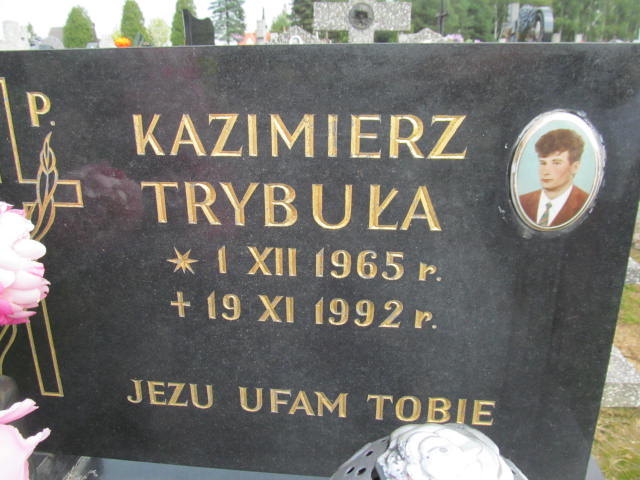 P.
KAZIMIERZ
TRYBUŁA
✶ 1 XII 1965 r.
✝ 19 XI 1992 r.
JEZU UFAM TOBIE